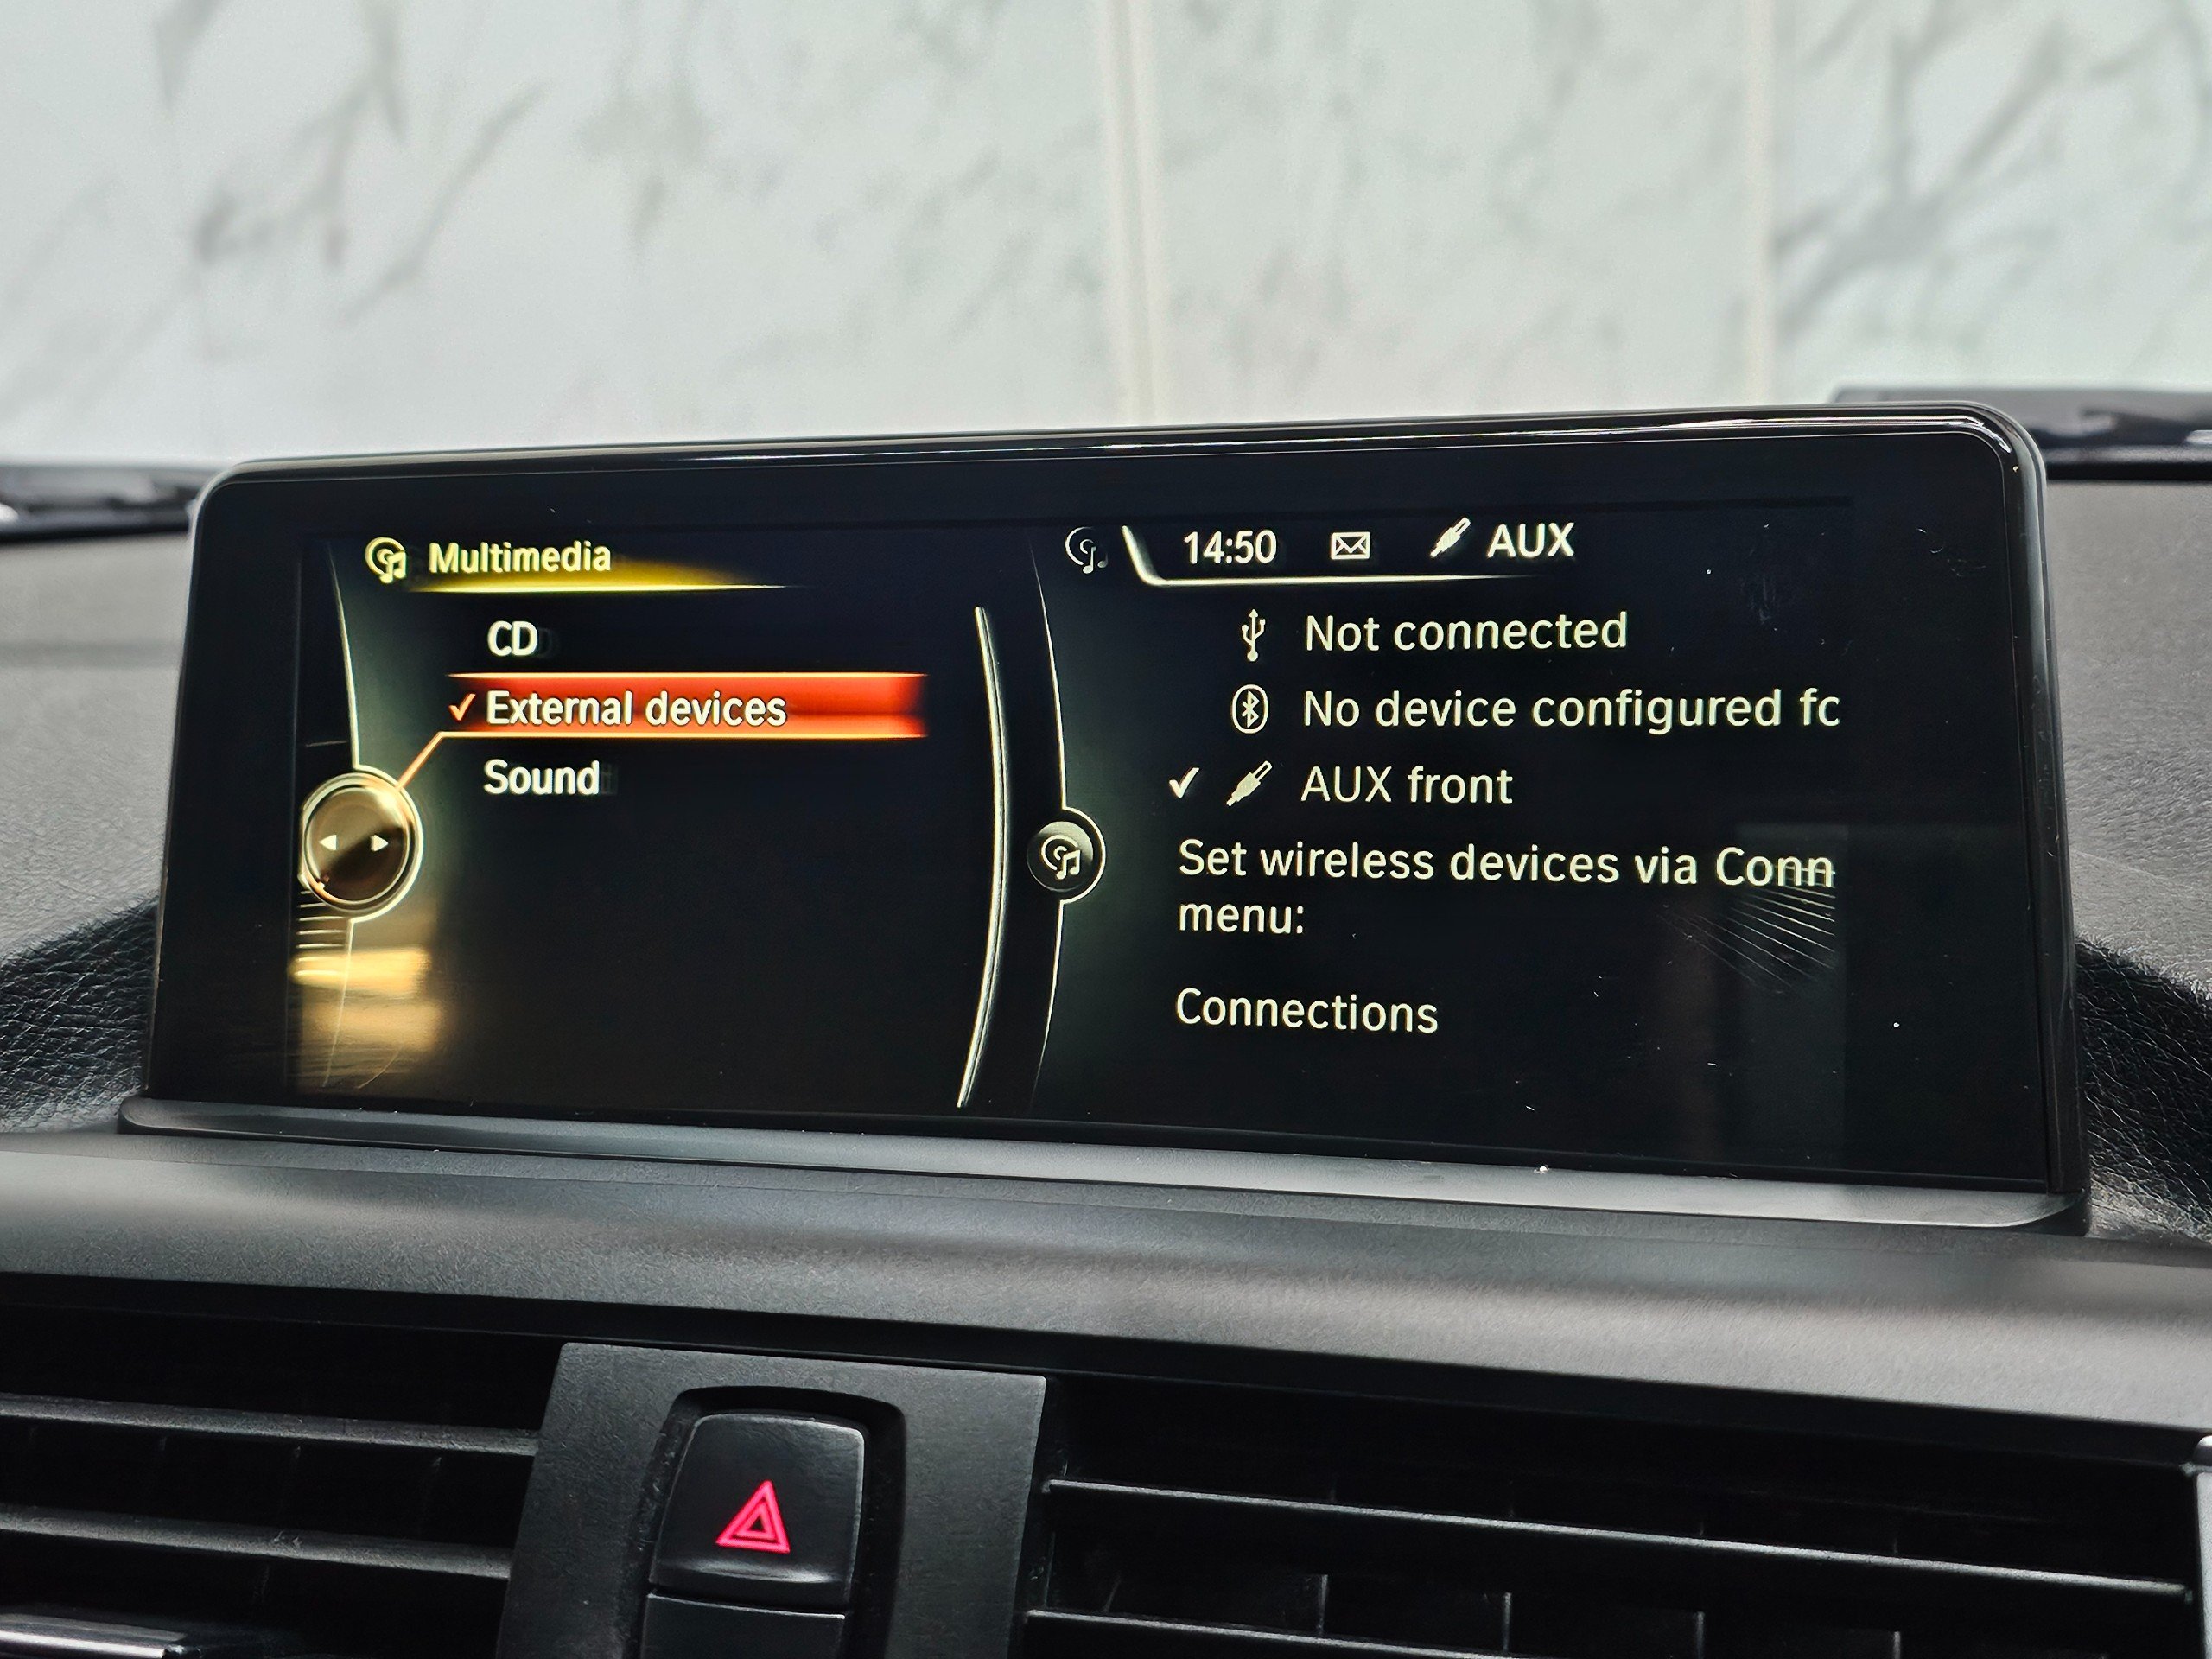 Multimedia
CD
External devices
Sound
14:50 AUX
Not connected
No device configured fc
AUX front
Set wireless devices via Conn
menu:
Connections